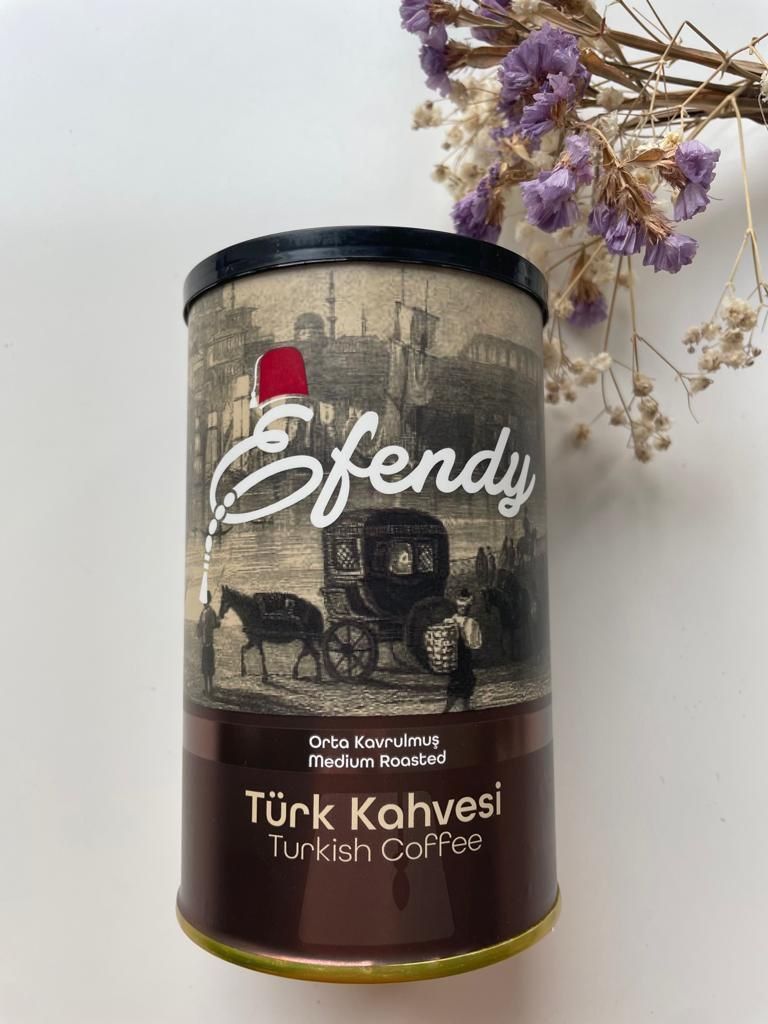 Efendy
Orta Kavrulmuş
Medium Roasted
Türk Kahvesi
Turkish Coffee